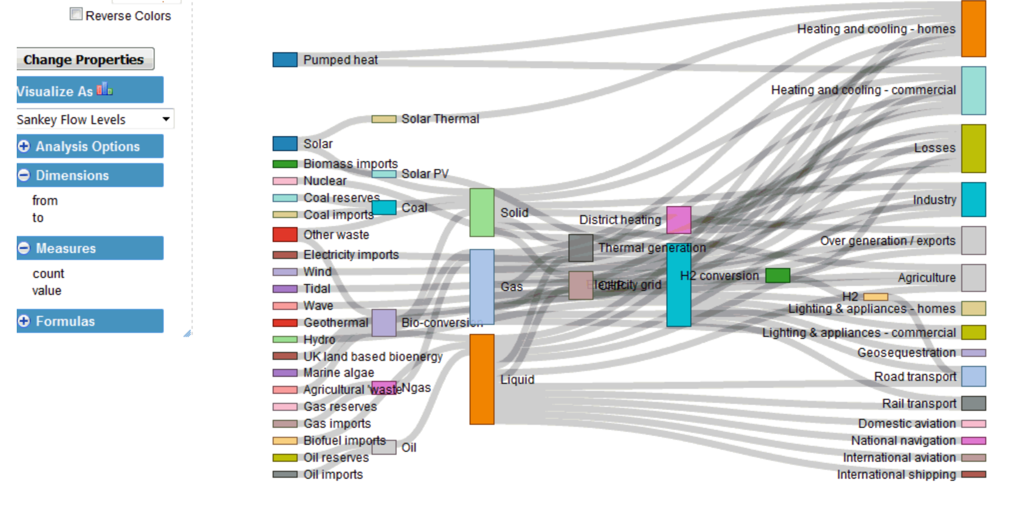 Reverse Colors
Change Properties
Visualize As
Sankey Flow Levels
Analysis Options
Dimensions
from
to
Measures
count
value
Formulas
Pumped heat
Solar
Biomass imports
Nuclear
Coal reserves
Coal imports
Other waste
Electricity imports
Wind
Tidal
Wave
Geothermal
Hydro
UK land based bioenergy
Marine algae
Agricultural 'waste'
Gas reserves
Gas imports
Biofuel imports
Oil reserves
Oil imports
Solar Thermal
Solar PV
Coal
Bio-conversion
Ngas
Oil
Solid
Gas
Liquid
District heating
Thermal generation
Electricity grid
CHP
H2 conversion
H2
Heating and cooling - homes
Heating and cooling - commercial
Losses
Industry
Over generation / exports
Agriculture
Lighting & appliances - homes
Lighting & appliances - commercial
Geosequestration
Road transport
Rail transport
Domestic aviation
National navigation
International aviation
International shipping